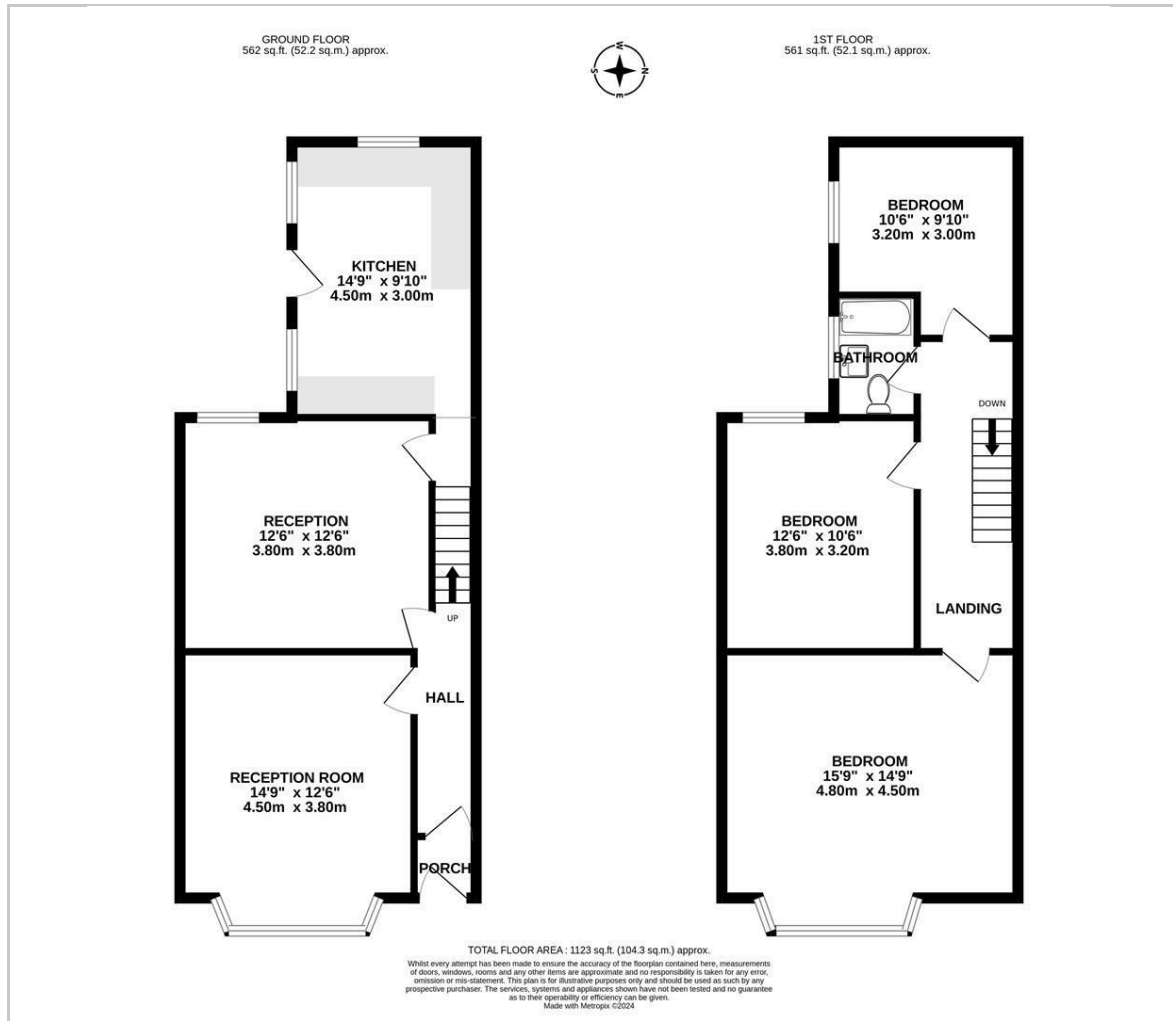 GROUND FLOOR
562 sq.ft. (52.2 sq.m.) approx.
W
S
N
E
1ST FLOOR
561 sq.ft. (52.1 sq.m.) approx.
KITCHEN
14'9" x 9'10"
4.50m x 3.00m
RECEPTION
12'6" x 12'6"
3.80m x 3.80m
UP
HALL
RECEPTION ROOM
14'9" x 12'6"
4.50m x 3.80m
PORCH
BEDROOM
10'6" x 9'10"
3.20m x 3.00m
BATHROOM
DOWN
BEDROOM
12'6" x 10'6"
3.80m x 3.20m
LANDING
BEDROOM
15'9" x 14'9"
4.80m x 4.50m
TOTAL FLOOR AREA : 1123 sq.ft. (104.3 sq.m.) approx.
Whilst every attempt has been made to ensure the accuracy of the floorplan contained here, measurements
of doors, windows, rooms and any other items are approximate and no responsibility is taken for any error,
omission or mis-statement. This plan is for illustrative purposes only and should be used as such by any
prospective purchaser. The services, systems and appliances shown have not been tested and no guarantee
as to their operability or efficiency can be given.
Made with Metropix ©2024